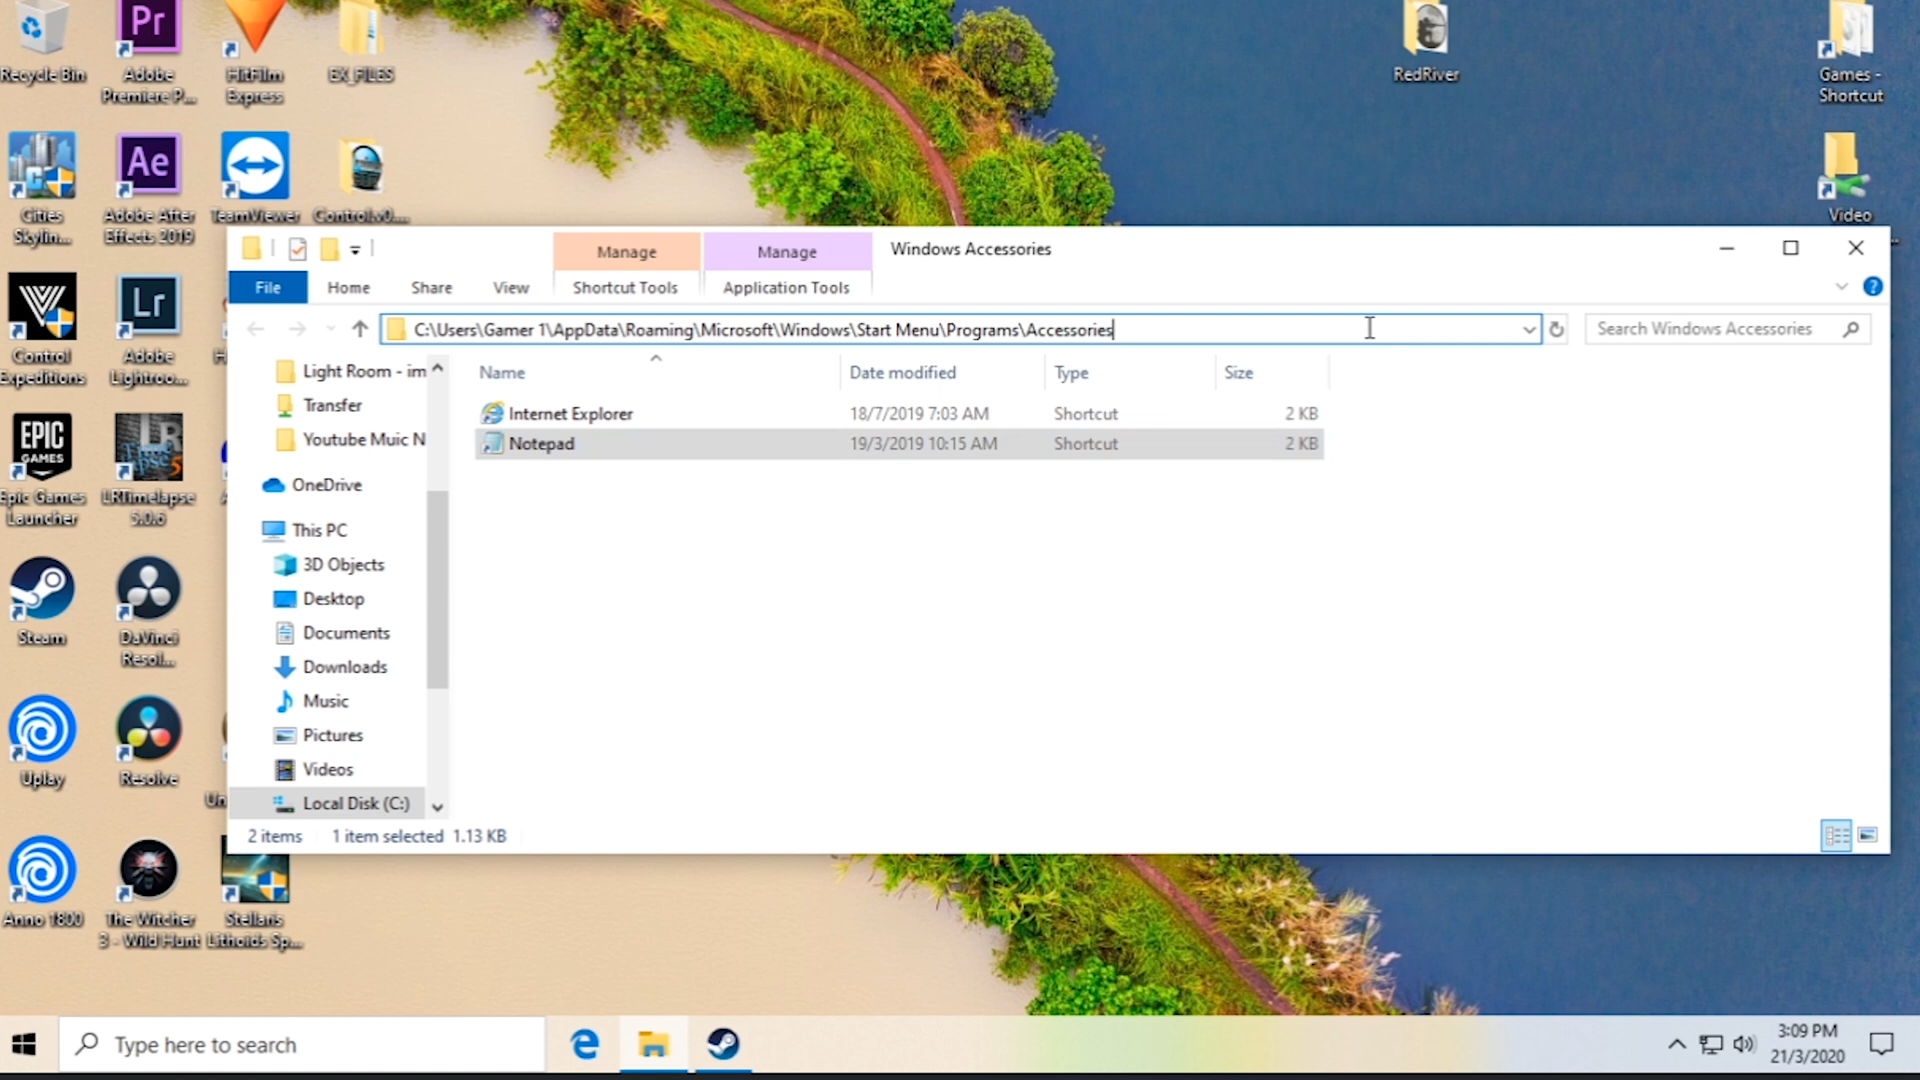 Recycle Bin
Adobe
Premiere P...
HitFilm
Express
EX_FILES
RedRiver
Games -
Shortcut
Cities
Skylin...
Adobe After
Effects 2019
TeamViewer
Control.v0....
Video
Control
Expeditions
Adobe
Lightroo...
EPIC
GAMES
Epic Games
Launcher
LRTimelapse
5.0.6
Steam
DaVinci
Resol...
Uplay
Resolve
Un
Anno 1800
The Witcher
3 - Wild Hunt
Stellaris
Lithoids Sp...
Manage
Manage
Windows Accessories
File
Home
Share
View
Shortcut Tools
Application Tools
C:\Users\Gamer 1\AppData\Roaming\Microsoft\Windows\Start Menu\Programs\Accessories
Search Windows Accessories
Light Room - im
Transfer
Youtube Muic N
OneDrive
This PC
3D Objects
Desktop
Documents
Downloads
Music
Pictures
Videos
Local Disk (C:)
Name Date modified Type Size
Internet Explorer 18/7/2019 7:03 AM Shortcut 2 KB
Notepad 19/3/2019 10:15 AM Shortcut 2 KB
2 items 1 item selected 1.13 KB
Type here to search
3:09 PM
21/3/2020